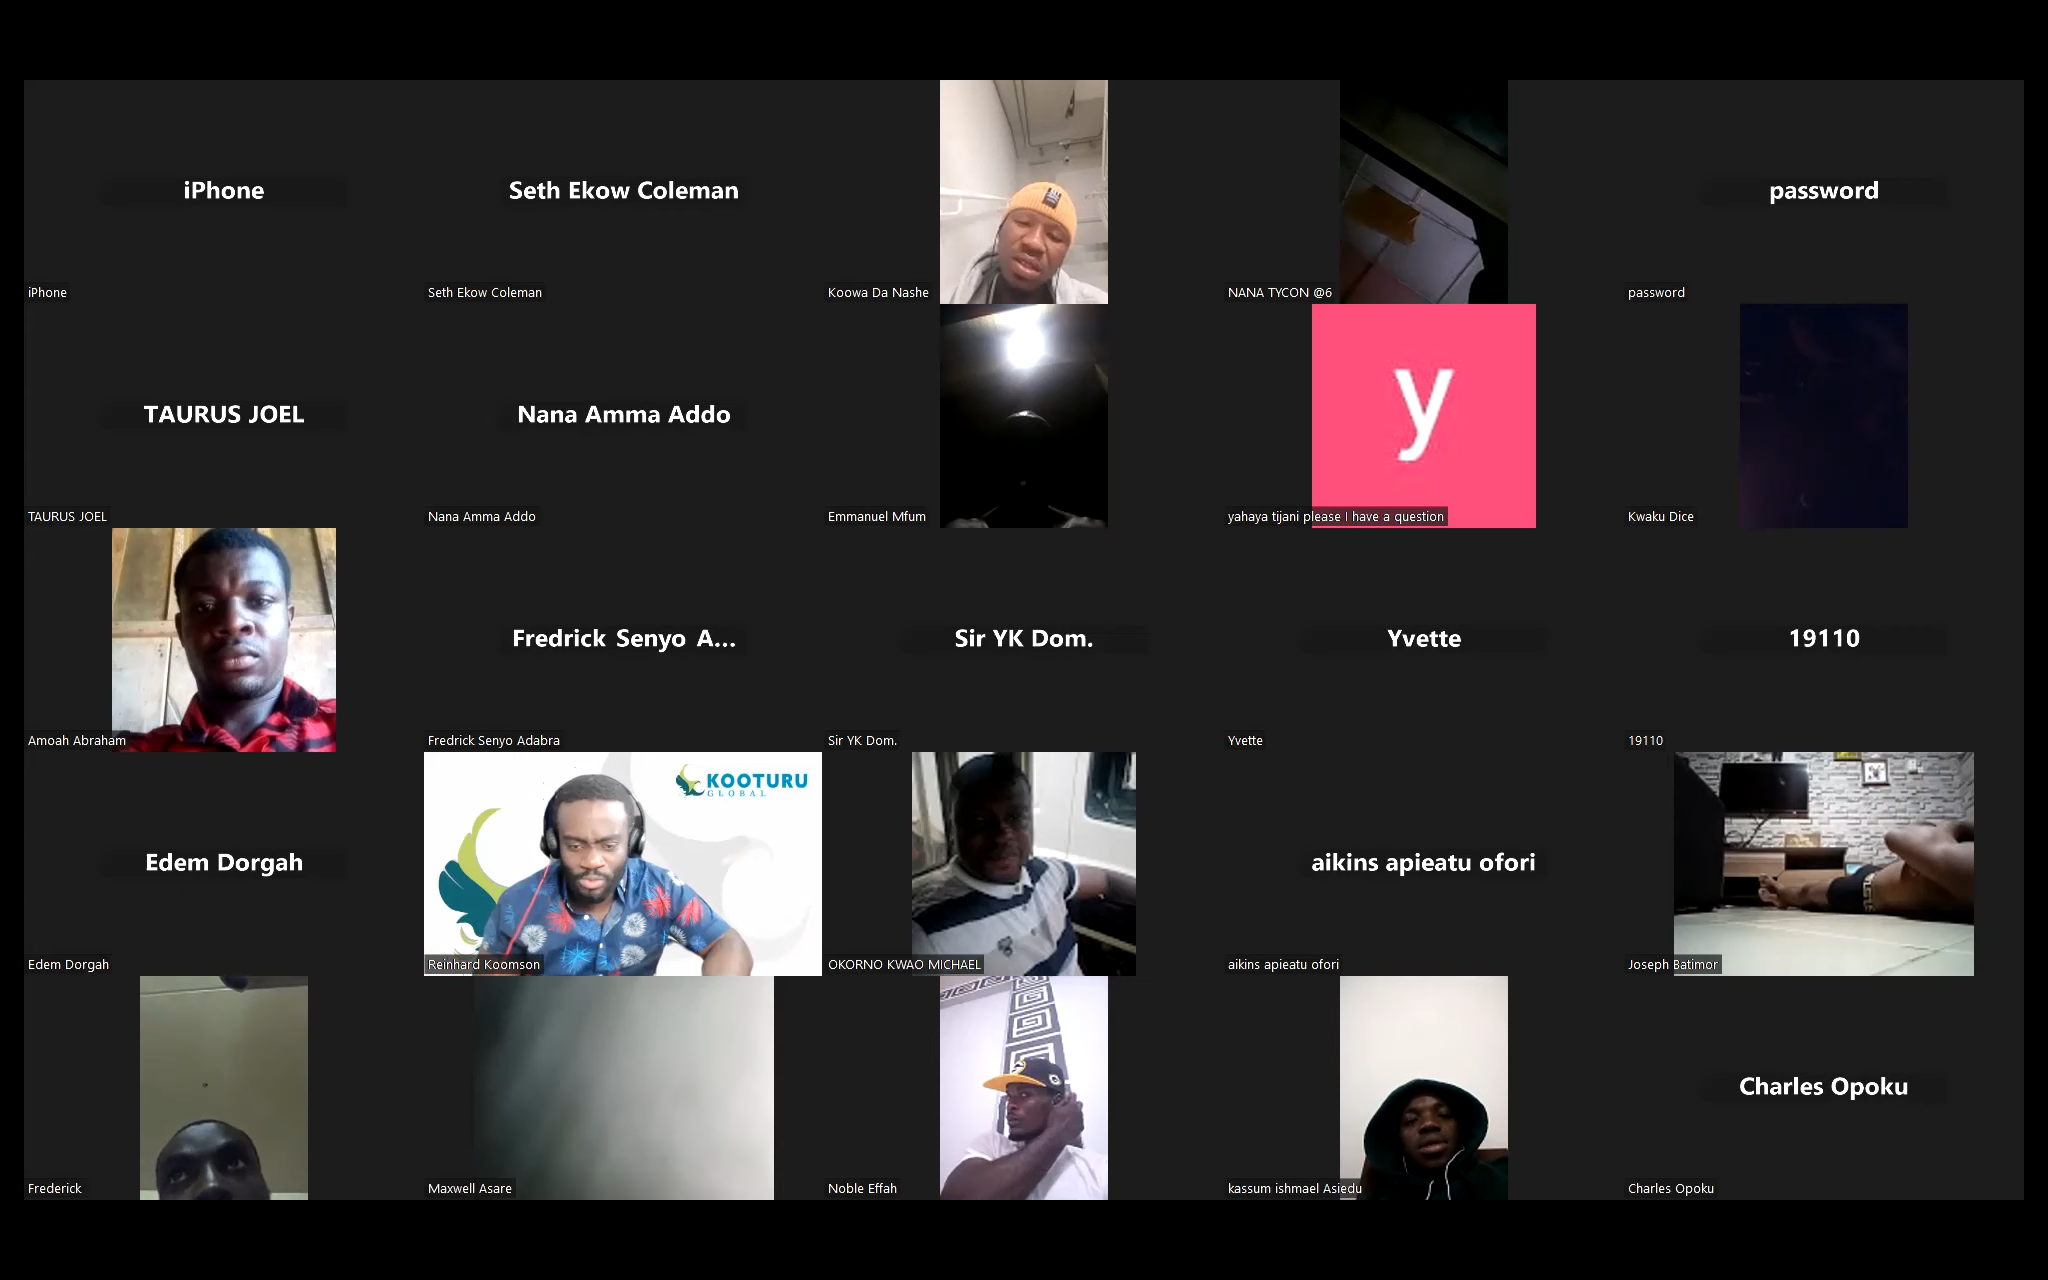 iPhone
iPhone
Seth Ekow Coleman
Seth Ekow Coleman
Koowa Da Nashe
NANA TYCON @6
password
password
TAURUS JOEL
TAURUS JOEL
Nana Amma Addo
Nana Amma Addo
Emmanuel Mfum
y
yahaya tijani please I have a question
Kwaku Dice
Amoah Abraham
Fredrick Senyo A...
Fredrick Senyo Adabra
Sir YK Dom.
Sir YK Dom.
Yvette
Yvette
19110
19110
Edem Dorgah
Edem Dorgah
KOOTURU
GLOBAL
Reinhard Koomson
OKORNO KWAO MICHAEL
aikins apieatu ofori
aikins apieatu ofori
Joseph Batimor
Frederick
Maxwell Asare
Noble Effah
kassum ishmael Asiedu
Charles Opoku
Charles Opoku